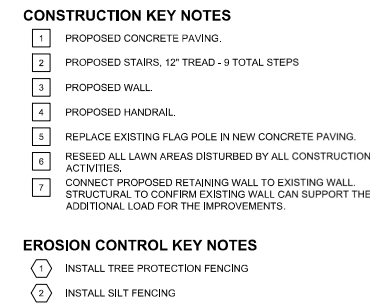 CONSTRUCTION KEY NOTES
1 PROPOSED CONCRETE PAVING.
2 PROPOSED STAIRS, 12" TREAD - 9 TOTAL STEPS
3 PROPOSED WALL.
4 PROPOSED HANDRAIL.
5 REPLACE EXISTING FLAG POLE IN NEW CONCRETE PAVING.
6 RESEED ALL LAWN AREAS DISTURBED BY ALL CONSTRUCTION
ACTIVITIES.
7 CONNECT PROPOSED RETAINING WALL TO EXISTING WALL.
STRUCTURAL TO CONFIRM EXISTING WALL CAN SUPPORT THE
ADDITIONAL LOAD FOR THE IMPROVEMENTS.
EROSION CONTROL KEY NOTES
1 INSTALL TREE PROTECTION FENCING
2 INSTALL SILT FENCING